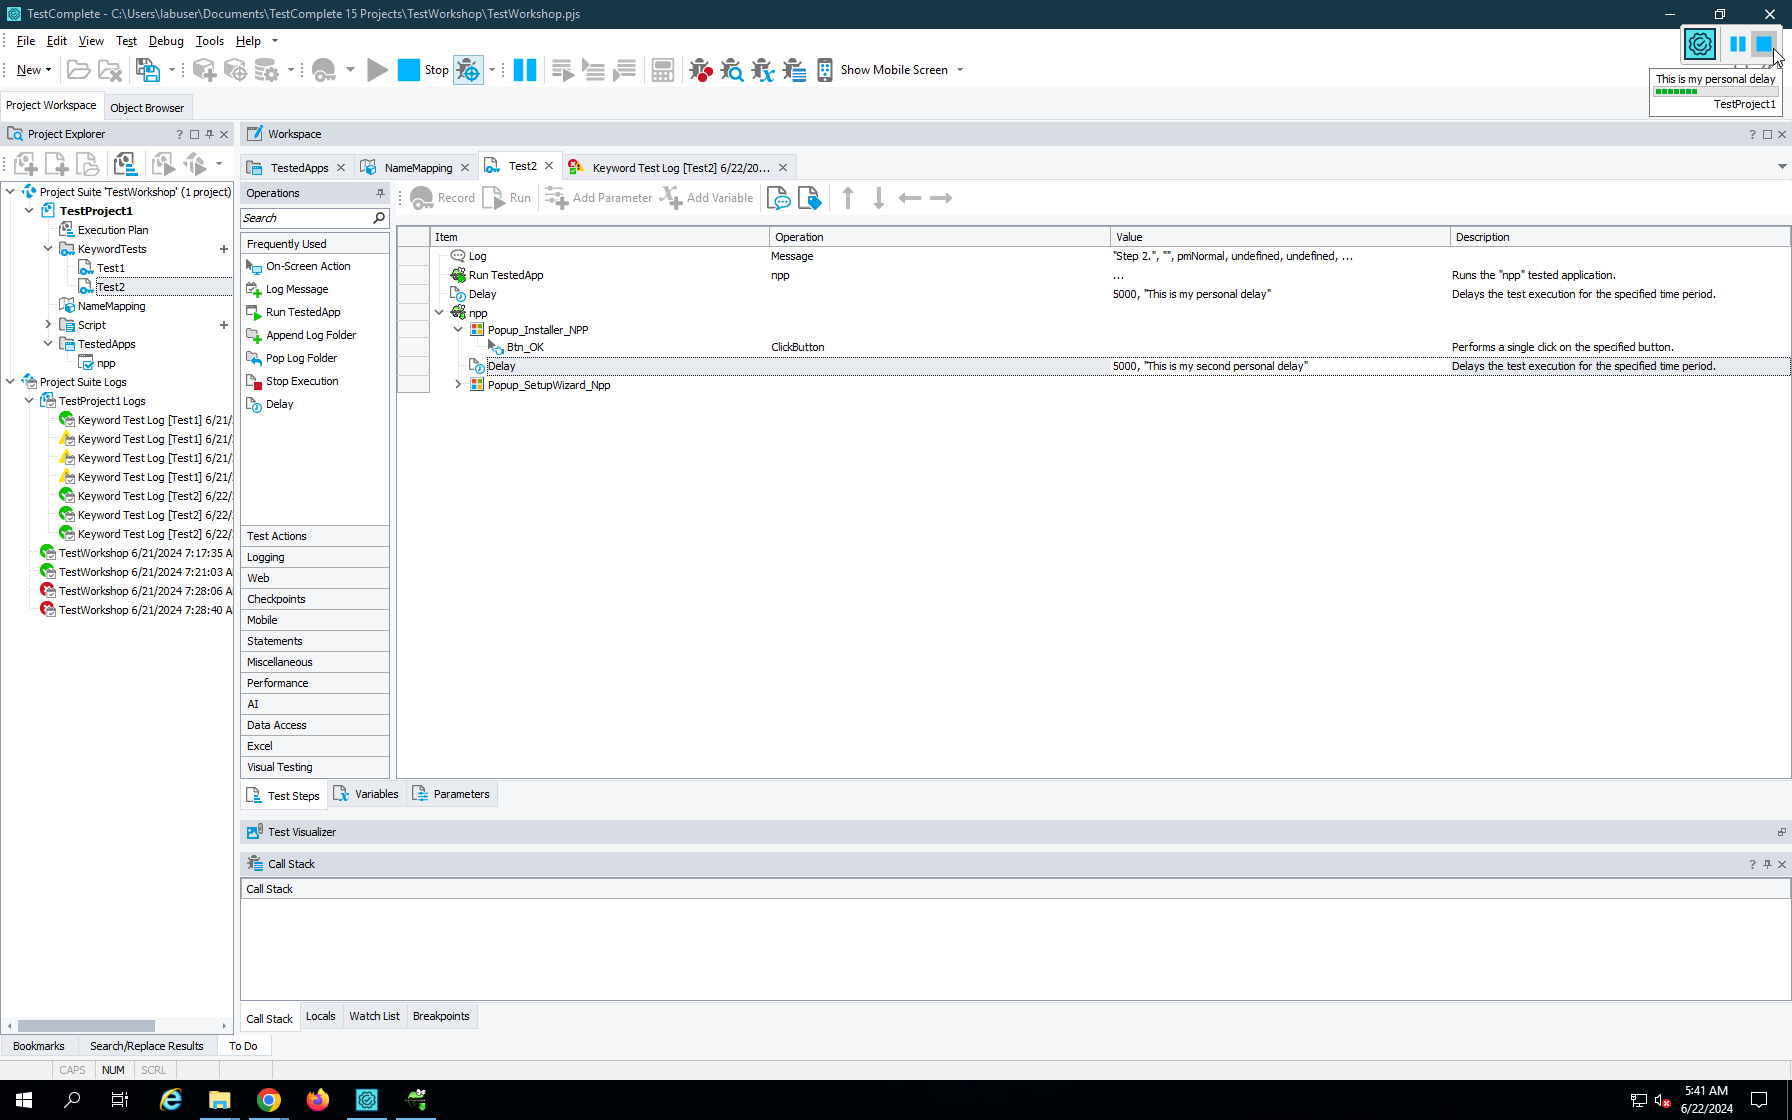 TestComplete - C:\Users\labuser\Documents\TestComplete 15 Projects\TestWorkshop\TestWorkshop.pjs
File Edit View Test Debug Tools Help
New Stop Show Mobile Screen
This is my personal delay
TestProject1
Project Workspace Object Browser
Project Explorer ?
Workspace ?
TestedApps NameMapping Test2 Keyword Test Log [Test2] 6/22/20...
Operations
Search
Record Run Add Parameter Add Variable
Project Suite 'TestWorkshop' (1 project)
TestProject1
Execution Plan
KeywordTests
Test1
Test2
NameMapping
Script
TestedApps
npp
Project Suite Logs
TestProject1 Logs
Keyword Test Log [Test1] 6/21/
Keyword Test Log [Test1] 6/21/
Keyword Test Log [Test1] 6/21/
Keyword Test Log [Test1] 6/21/
Keyword Test Log [Test2] 6/22/
Keyword Test Log [Test2] 6/22/
Keyword Test Log [Test2] 6/22/
TestWorkshop 6/21/2024 7:17:35 A
TestWorkshop 6/21/2024 7:21:03 A
TestWorkshop 6/21/2024 7:28:06 A
TestWorkshop 6/21/2024 7:28:40 A
Frequently Used
On-Screen Action
Log Message
Run TestedApp
Append Log Folder
Pop Log Folder
Stop Execution
Delay
Test Actions
Logging
Web
Checkpoints
Mobile
Statements
Miscellaneous
Performance
AI
Data Access
Excel
Visual Testing
Item Operation Value Description
Log Message "Step 2.", "", pmNormal, undefined, undefined, ...
Run TestedApp npp ... Runs the "npp" tested application.
Delay 5000, "This is my personal delay" Delays the test execution for the specified time period.
npp
Popup_Installer_NPP
Btn_OK ClickButton Performs a single click on the specified button.
Delay 5000, "This is my second personal delay" Delays the test execution for the specified time period.
Popup_SetupWizard_Npp
Test Steps Variables Parameters
Test Visualizer
Call Stack ?
Call Stack
Call Stack Locals Watch List Breakpoints
Bookmarks Search/Replace Results To Do
CAPS NUM SCRL
5:41 AM
6/22/2024